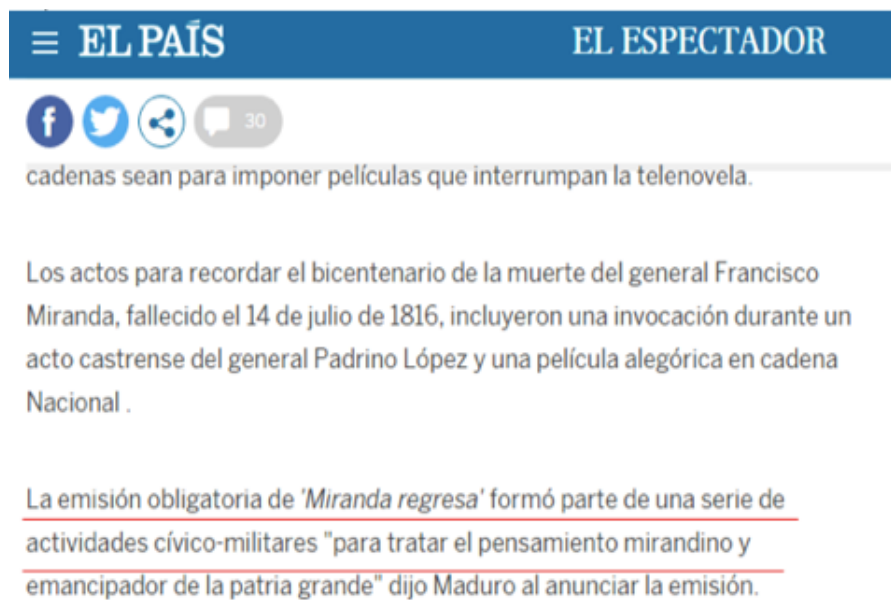 EL PAÍS EL ESPECTADOR
30
cadenas sean para imponer películas que interrumpan la telenovela.
Los actos para recordar el bicentenario de la muerte del general Francisco
Miranda, fallecido el 14 de julio de 1816, incluyeron una invocación durante un
acto castrense del general Padrino López y una película alegórica en cadena
Nacional .
La emisión obligatoria de 'Miranda regresa' formó parte de una serie de
actividades cívico-militares "para tratar el pensamiento mirandino y
emancipador de la patria grande" dijo Maduro al anunciar la emisión.